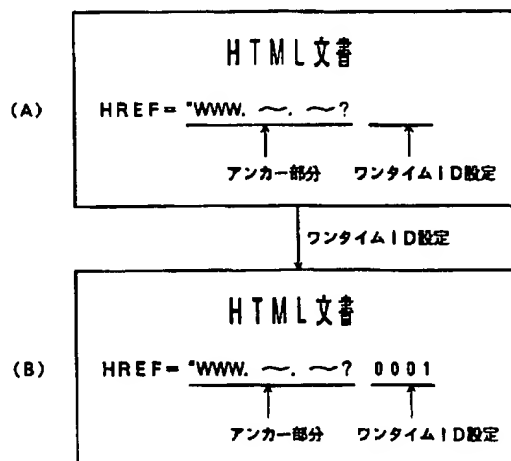 HTML文書
(A)
HREF="WWW. ～. ～?
アンカー部分 ワンタイムID設定
ワンタイムID設定
HTML文書
(B)
HREF="WWW. ～. ～? 0001
アンカー部分 ワンタイムID設定